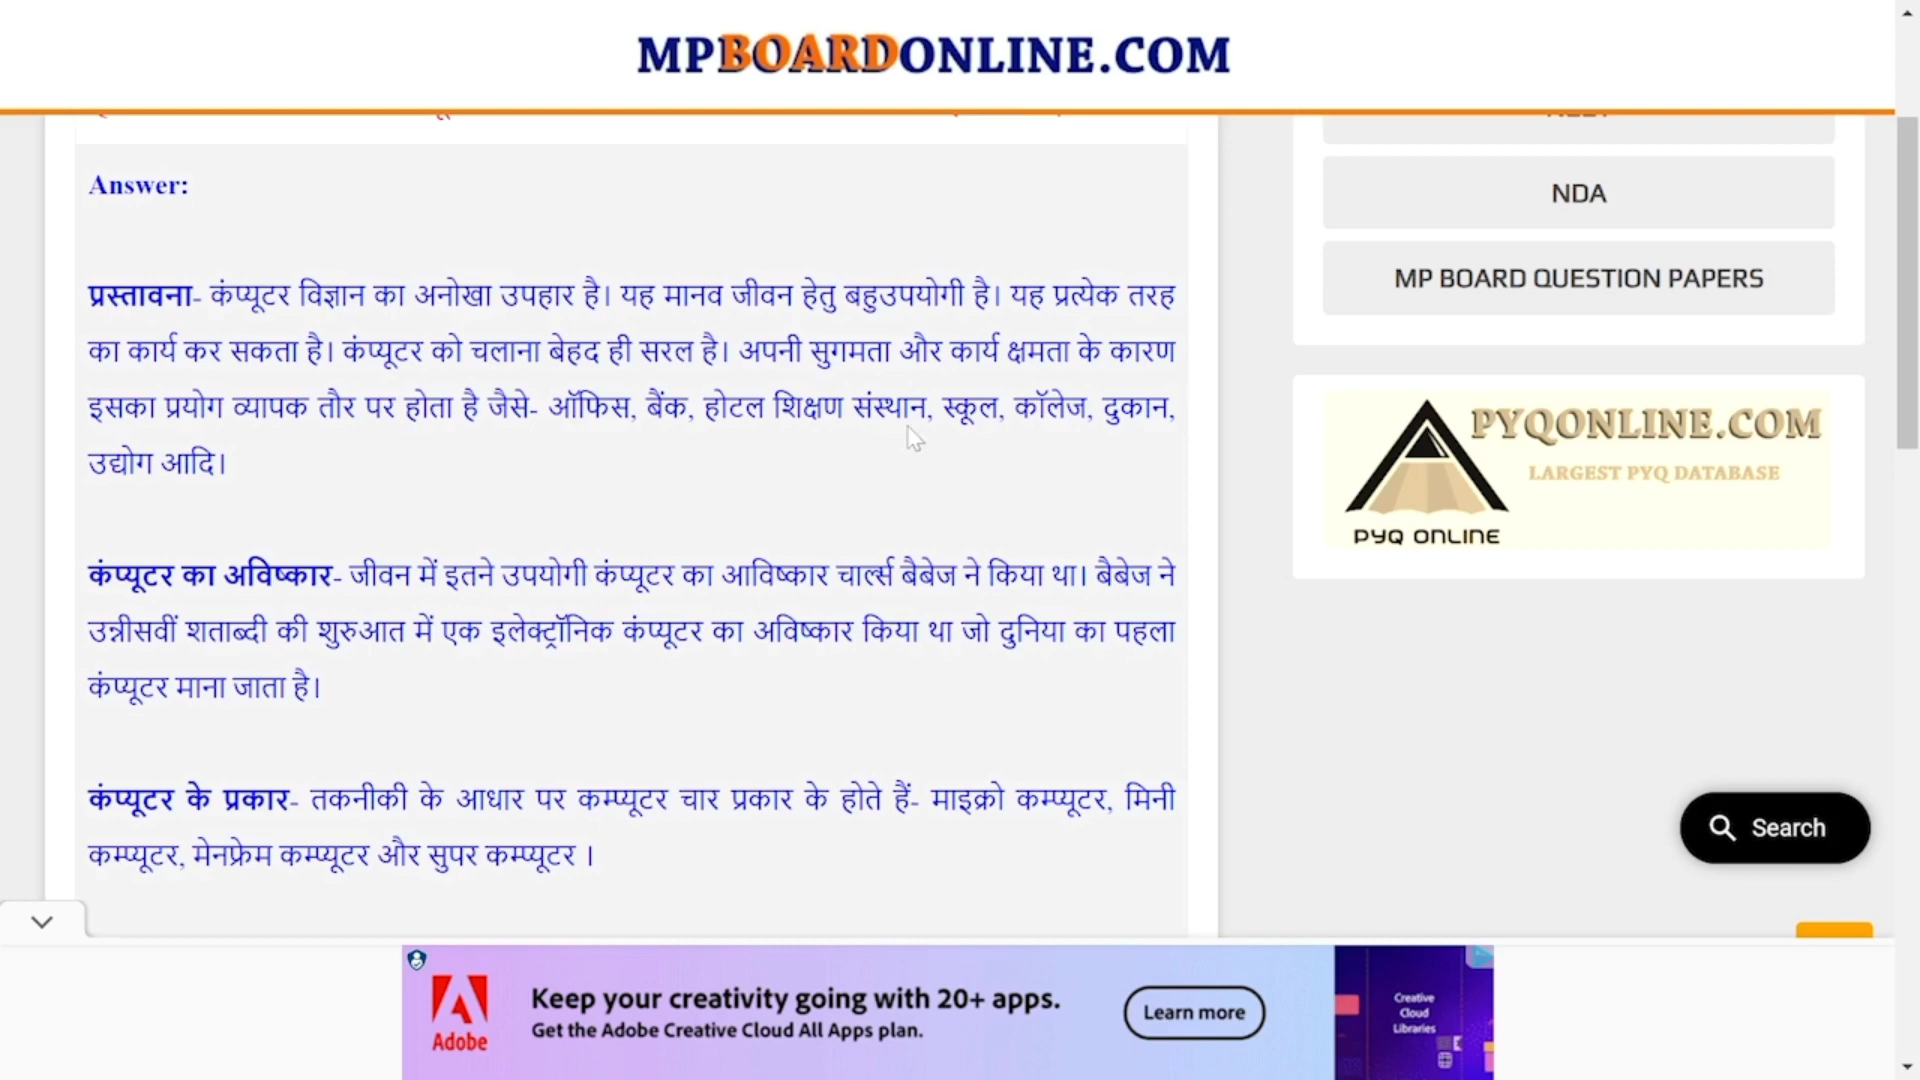 MPBOARDONLINE.COM
Answer:
प्रस्तावना- कंप्यूटर विज्ञान का अनोखा उपहार है। यह मानव जीवन हेतु बहुउपयोगी है। यह प्रत्येक तरह
का कार्य कर सकता है। कंप्यूटर को चलाना बेहद ही सरल है। अपनी सुगमता और कार्य क्षमता के कारण
इसका प्रयोग व्यापक तौर पर होता है जैसे- ऑफिस, बैंक, होटल शिक्षण संस्थान, स्कूल, कॉलेज, दुकान,
उद्योग आदि।
कंप्यूटर का अविष्कार- जीवन में इतने उपयोगी कंप्यूटर का आविष्कार चार्ल्स बैबेज ने किया था। बैबेज ने
उन्नीसवीं शताब्दी की शुरुआत में एक इलेक्ट्रॉनिक कंप्यूटर का अविष्कार किया था जो दुनिया का पहला
कंप्यूटर माना जाता है।
कंप्यूटर के प्रकार- तकनीकी के आधार पर कम्प्यूटर चार प्रकार के होते हैं- माइक्रो कम्प्यूटर, मिनी
कम्प्यूटर, मेनफ्रेम कम्प्यूटर और सुपर कम्प्यूटर ।
NDA
MP BOARD QUESTION PAPERS
PYQONLINE.COM
LARGEST PYQ DATABASE
PYQ ONLINE
Search
Adobe
Keep your creativity going with 20+ apps.
Get the Adobe Creative Cloud All Apps plan.
Learn more
Creative
Cloud
Libraries